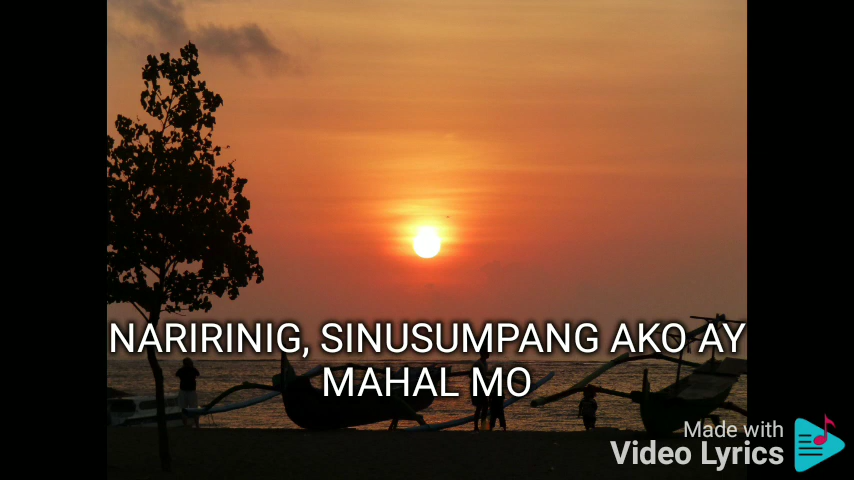 NARIRINIG, SINUSUMPANG AKO AY
MAHAL MO
Made with
Video Lyrics